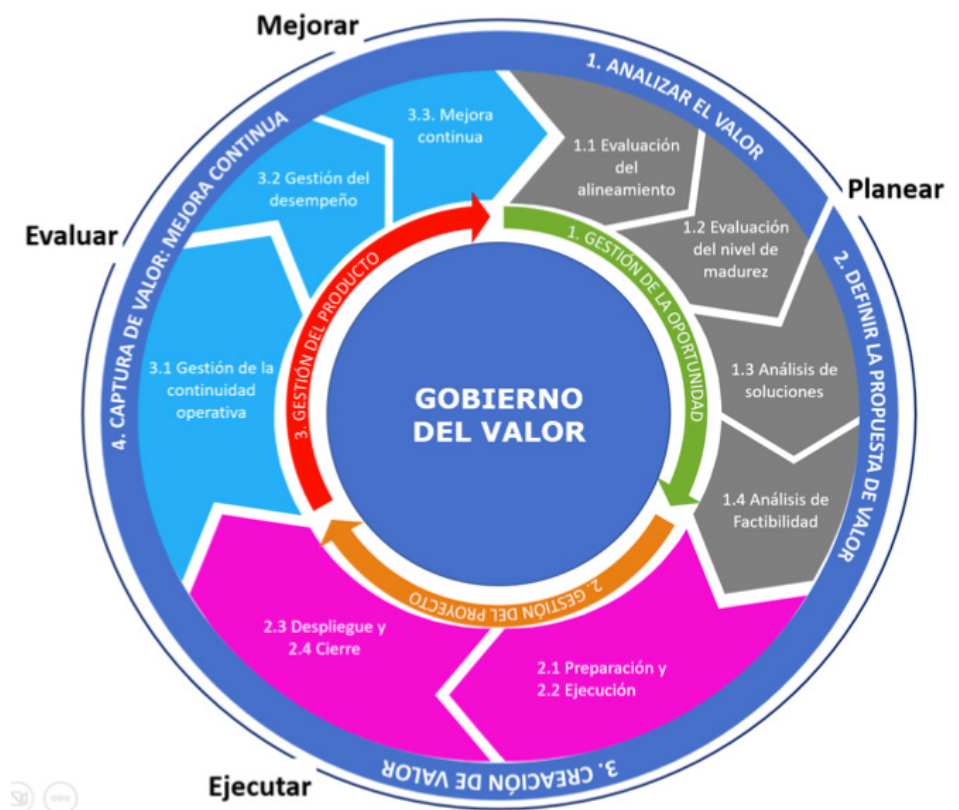 Mejorar
1. ANALIZAR EL VALOR
Planear
2. DEFINIR LA PROPUESTA DE VALOR
3. CREACIÓN DE VALOR
Ejecutar
4. CAPTURA DE VALOR: MEJORA CONTINUA
Evaluar
1.1 Evaluación
del
alineamiento
1.2 Evaluación
del nivel de
madurez
1.3 Análisis de
soluciones
1.4 Análisis de
Factibilidad
2.1 Preparación y
2.2 Ejecución
2.3 Despliegue y
2.4 Cierre
3.1 Gestión de la
continuidad
operativa
3.2 Gestión del
desempeño
3.3. Mejora
continua
1. GESTIÓN DE LA OPORTUNIDAD
2. GESTIÓN DEL PROYECTO
3. GESTIÓN DEL PRODUCTO
GOBIERNO
DEL VALOR